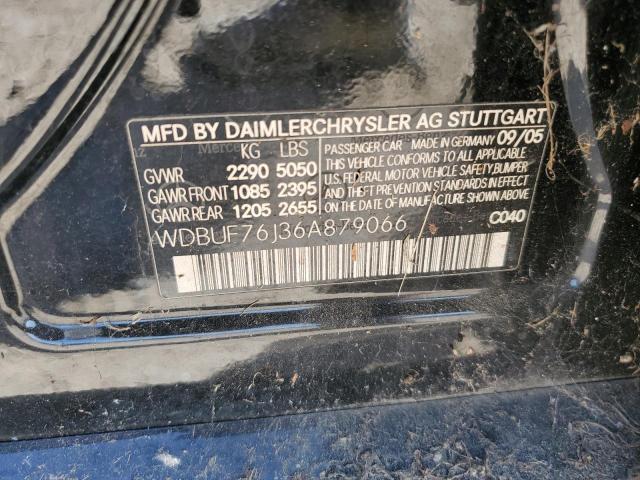 MFD BY DAIMLERCHRYSLER AG STUTTGART
KG LBS
GVWR 2290 5050
GAWR FRONT 1085 2395
GAWR REAR 1205 2655
PASSENGER CAR MADE IN GERMANY 09/05
THIS VEHICLE CONFORMS TO ALL APPLICABLE
U.S. FEDERAL MOTOR VEHICLE SAFETY, BUMPER
AND THEFT PREVENTION STANDARDS IN EFFECT
ON THE DATE OF MANUFACTURE SHOWN ABOVE.
WDBUF76J36A879066
C040